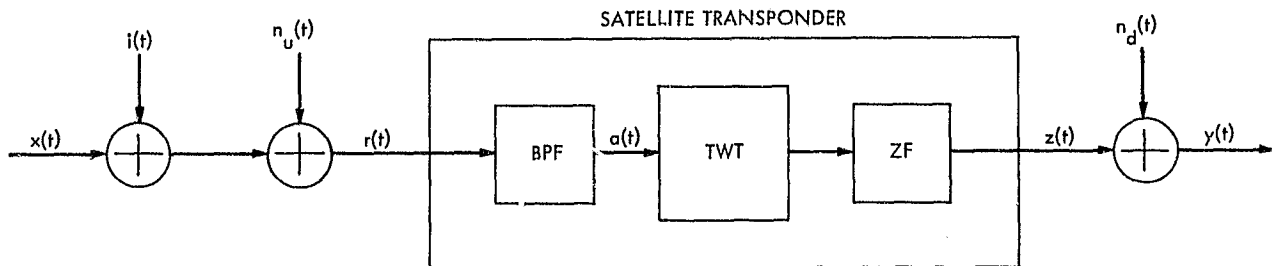 SATELLITE TRANSPONDER
i(t)
n_u(t)
n_d(t)
x(t)
r(t)
BPF
a(t)
TWT
ZF
z(t)
y(t)